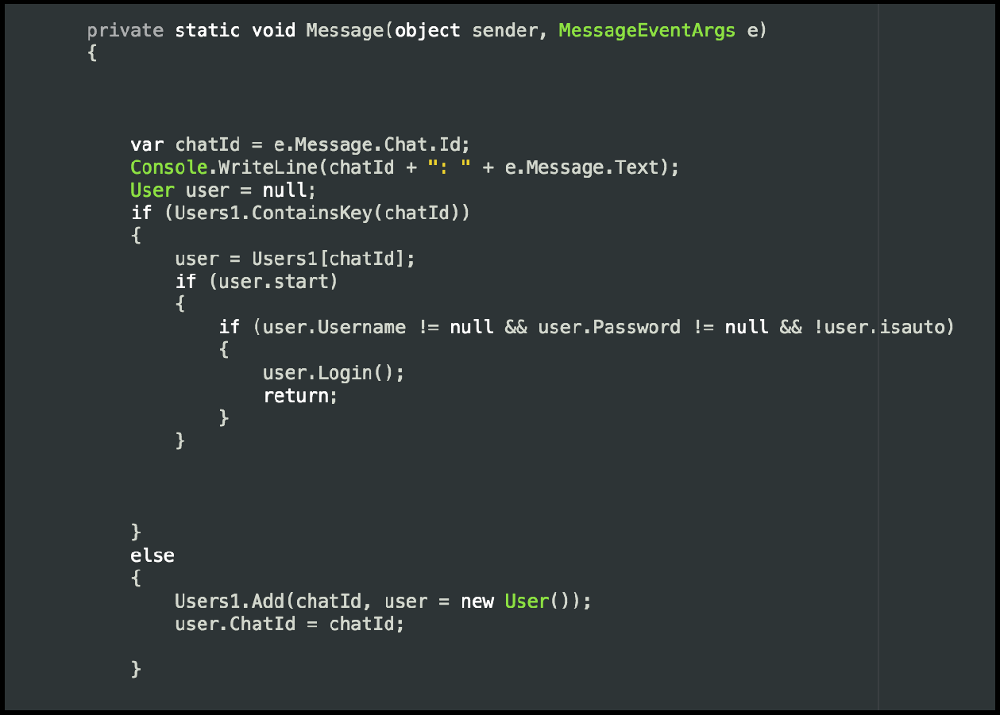 private static void Message(object sender, MessageEventArgs e)
{
var chatId = e.Message.Chat.Id;
Console.WriteLine(chatId + ": " + e.Message.Text);
User user = null;
if (Users1.ContainsKey(chatId))
{
user = Users1[chatId];
if (user.start)
{
if (user.Username != null && user.Password != null && !user.isauto)
{
user.Login();
return;
}
}
}
else
{
Users1.Add(chatId, user = new User());
user.ChatId = chatId;
}